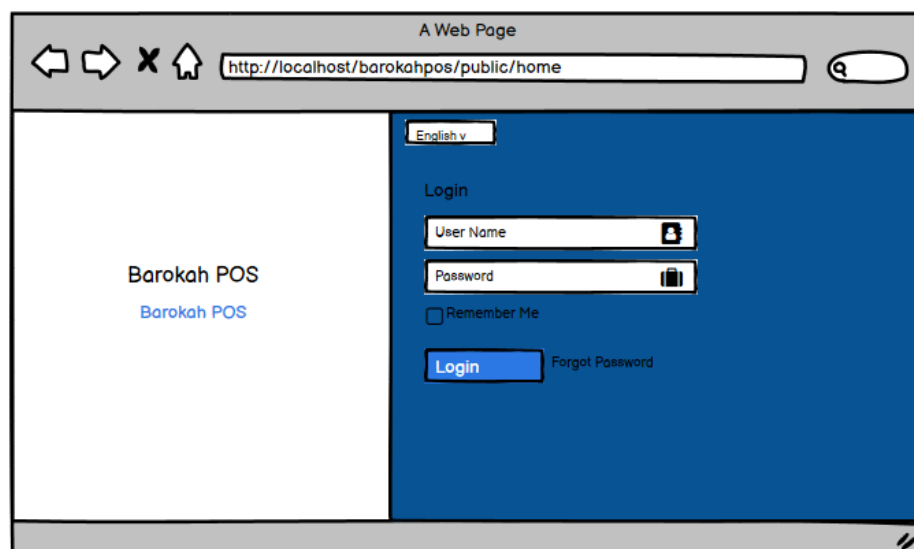 A Web Page
http://localhost/barokahpos/public/home
English v
Login
User Name
Password
Remember Me
Login
Forgot Password
Barokah POS
Barokah POS